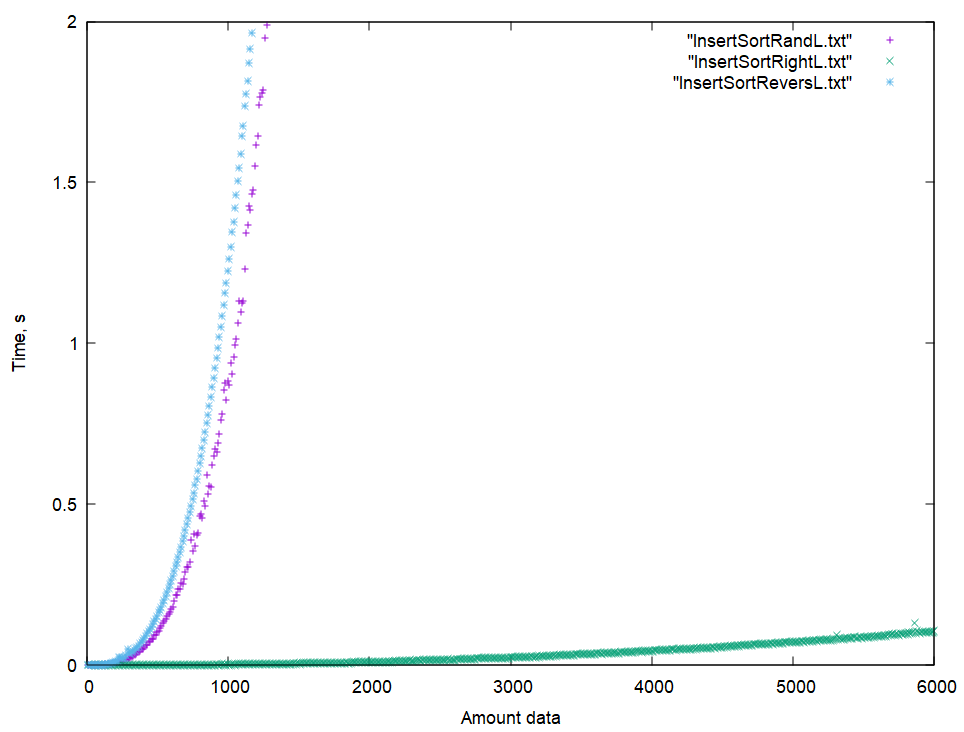 2
"InsertSortRandL.txt"
"InsertSortRightL.txt"
"InsertSortReversL.txt"
1.5
1
Time, s
0.5
0
0 1000 2000 3000 4000 5000 6000
Amount data